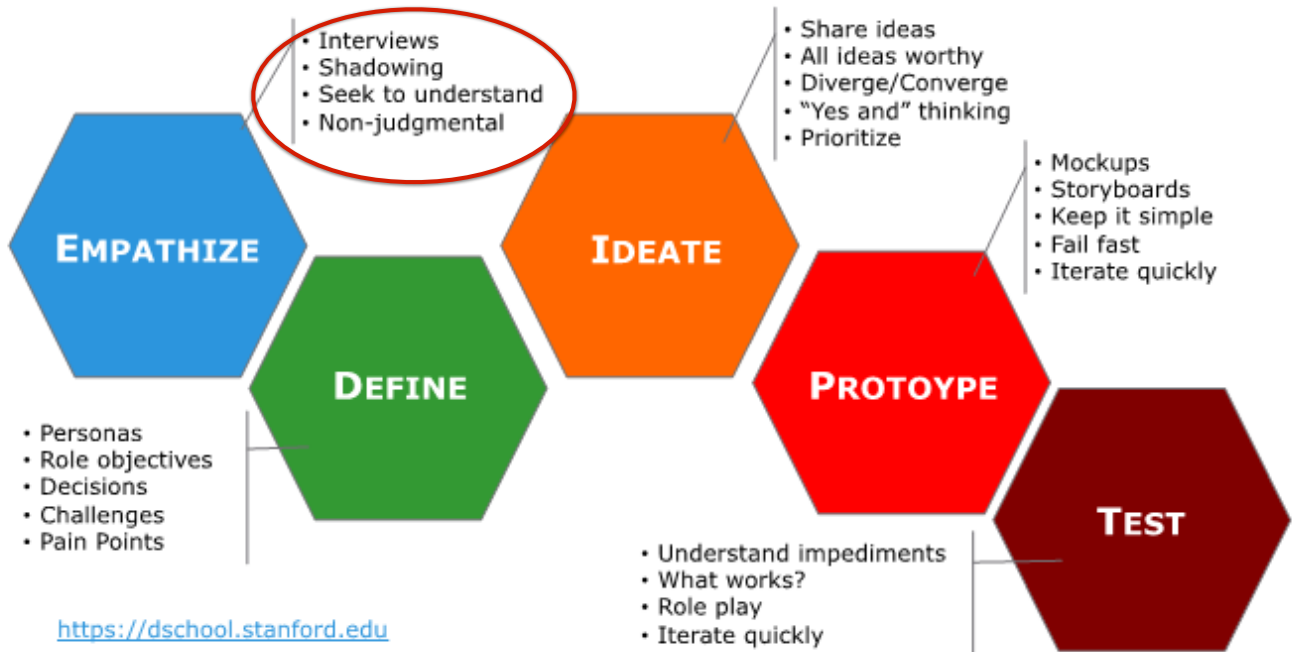 • Interviews
• Shadowing
• Seek to understand
• Non-judgmental
EMPATHIZE
• Personas
• Role objectives
• Decisions
• Challenges
• Pain Points
DEFINE
• Share ideas
• All ideas worthy
• Diverge/Converge
• “Yes and” thinking
• Prioritize
IDEATE
• Mockups
• Storyboards
• Keep it simple
• Fail fast
• Iterate quickly
PROTOYPE
• Understand impediments
• What works?
• Role play
• Iterate quickly
TEST
https://dschool.stanford.edu